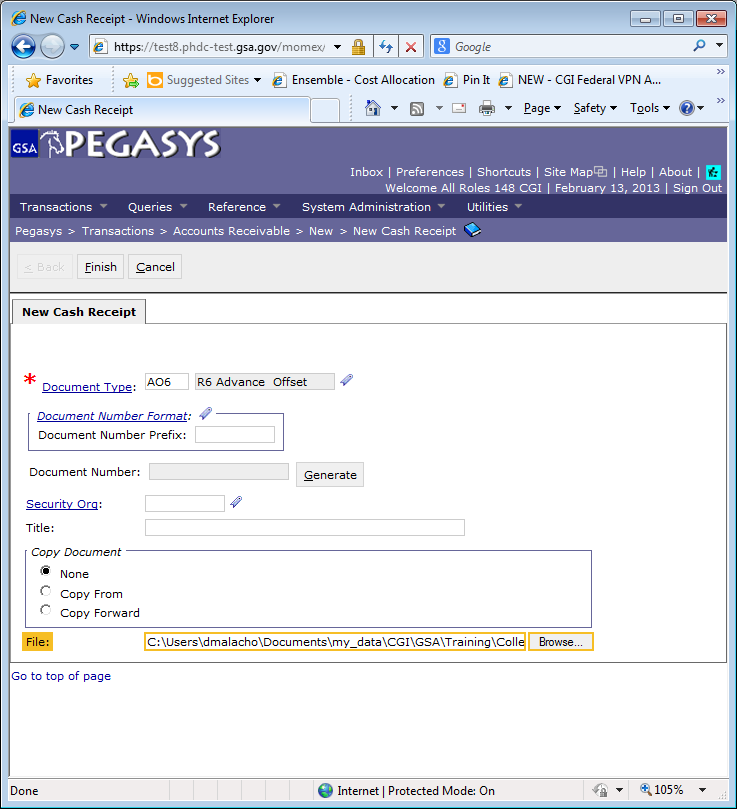 New Cash Receipt - Windows Internet Explorer
https://test8.phdc-test.gsa.gov/momex/ Google
Favorites Suggested Sites Ensemble - Cost Allocation Pin It NEW - CGI Federal VPN A... »
New Cash Receipt Page Safety Tools »
GSA PEGASYS
Inbox | Preferences | Shortcuts | Site Map | Help | About |
Welcome All Roles 148 CGI | February 13, 2013 | Sign Out
Transactions Queries Reference System Administration Utilities
Pegasys > Transactions > Accounts Receivable > New > New Cash Receipt
< Back Finish Cancel
New Cash Receipt
* Document Type: AO6 R6 Advance Offset
Document Number Format:
Document Number Prefix:
Document Number: Generate
Security Org:
Title:
Copy Document
None
Copy From
Copy Forward
File: C:\Users\dmalacho\Documents\my_data\CGI\GSA\Training\Colle Browse...
Go to top of page
Done Internet | Protected Mode: On 105%